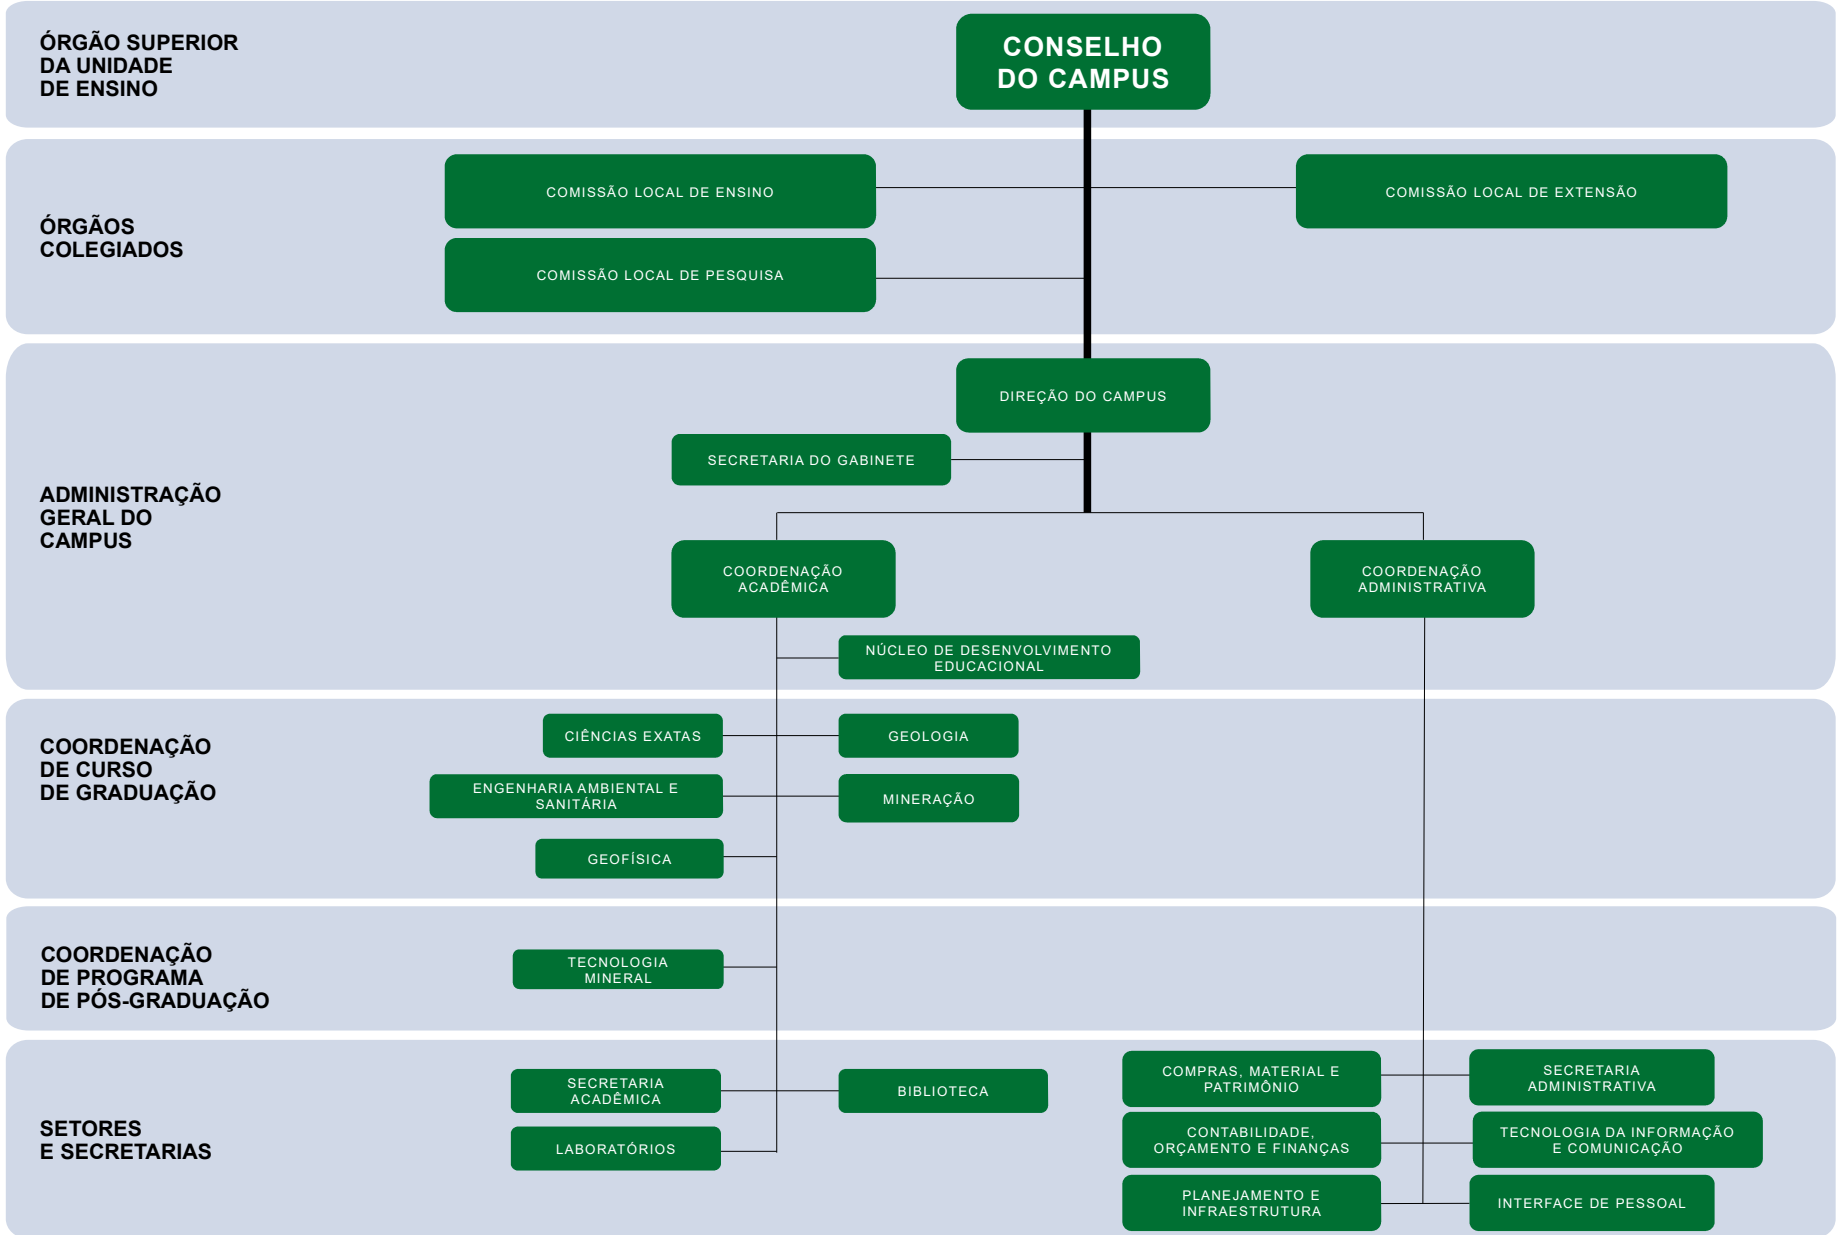 ÓRGÃO SUPERIOR
DA UNIDADE
DE ENSINO
CONSELHO
DO CAMPUS
ÓRGÃOS
COLEGIADOS
COMISSÃO LOCAL DE ENSINO
COMISSÃO LOCAL DE EXTENSÃO
COMISSÃO LOCAL DE PESQUISA
ADMINISTRAÇÃO
GERAL DO
CAMPUS
DIREÇÃO DO CAMPUS
SECRETARIA DO GABINETE
COORDENAÇÃO
ACADÊMICA
COORDENAÇÃO
ADMINISTRATIVA
NÚCLEO DE DESENVOLVIMENTO
EDUCACIONAL
COORDENAÇÃO
DE CURSO
DE GRADUAÇÃO
CIÊNCIAS EXATAS
GEOLOGIA
ENGENHARIA AMBIENTAL E
SANITÁRIA
MINERAÇÃO
GEOFÍSICA
COORDENAÇÃO
DE PROGRAMA
DE PÓS-GRADUAÇÃO
TECNOLOGIA
MINERAL
SETORES
E SECRETARIAS
SECRETARIA
ACADÊMICA
BIBLIOTECA
LABORATÓRIOS
COMPRAS, MATERIAL E
PATRIMÔNIO
SECRETARIA
ADMINISTRATIVA
CONTABILIDADE,
ORÇAMENTO E FINANÇAS
TECNOLOGIA DA INFORMAÇÃO
E COMUNICAÇÃO
PLANEJAMENTO E
INFRAESTRUTURA
INTERFACE DE PESSOAL